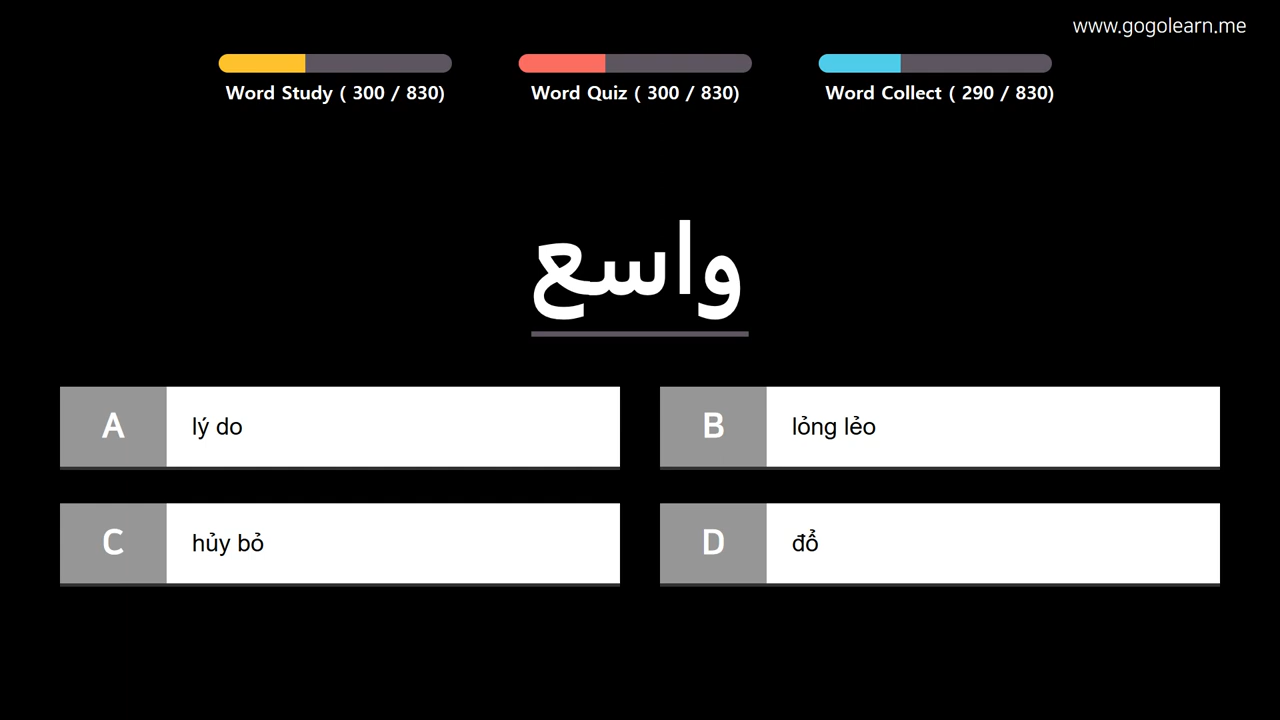 www.gogolearn.me
Word Study ( 300 / 830)
Word Quiz ( 300 / 830)
Word Collect ( 290 / 830)
واسع
A lý do
B lỏng lẻo
C hủy bỏ
D đổ